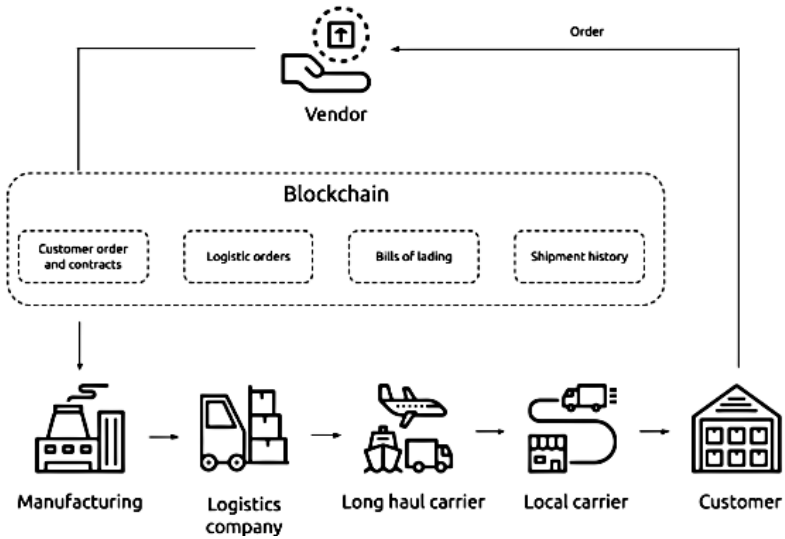 Order
Vendor
Blockchain
Customer order
and contracts
Logistic orders
Bills of lading
Shipment history
Manufacturing
Logistics
company
Long haul carrier
Local carrier
Customer